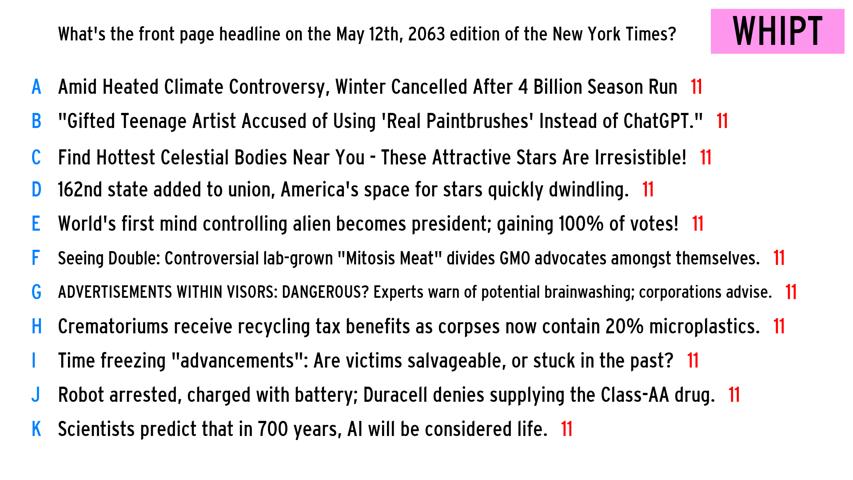 What's the front page headline on the May 12th, 2063 edition of the New York Times?
WHIPT
A Amid Heated Climate Controversy, Winter Cancelled After 4 Billion Season Run 11
B "Gifted Teenage Artist Accused of Using 'Real Paintbrushes' Instead of ChatGPT." 11
C Find Hottest Celestial Bodies Near You - These Attractive Stars Are Irresistible! 11
D 162nd state added to union, America's space for stars quickly dwindling. 11
E World's first mind controlling alien becomes president; gaining 100% of votes! 11
F Seeing Double: Controversial lab-grown "Mitosis Meat" divides GMO advocates amongst themselves. 11
G ADVERTISEMENTS WITHIN VISORS: DANGEROUS? Experts warn of potential brainwashing; corporations advise. 11
H Crematoriums receive recycling tax benefits as corpses now contain 20% microplastics. 11
I Time freezing "advancements": Are victims salvageable, or stuck in the past? 11
J Robot arrested, charged with battery; Duracell denies supplying the Class-AA drug. 11
K Scientists predict that in 700 years, AI will be considered life. 11